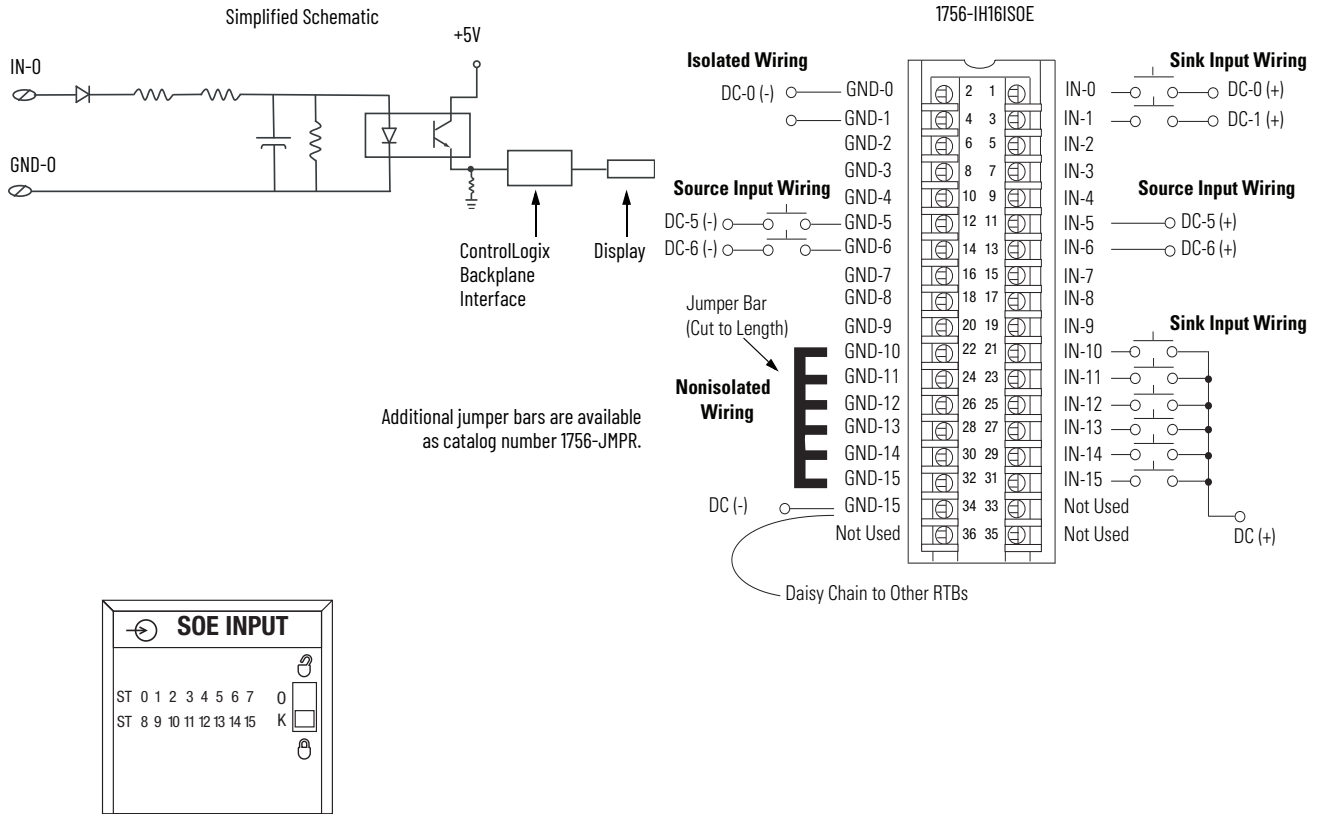 Simplified Schematic
+5V
IN-0
GND-0
ControlLogix
Backplane
Interface
Display
Additional jumper bars are available
as catalog number 1756-JMPR.
1756-IH16ISOE
Isolated Wiring
Sink Input Wiring
DC-0 (-) GND-0 2 1 IN-0 DC-0 (+)
GND-1 4 3 IN-1 DC-1 (+)
GND-2 6 5 IN-2
GND-3 8 7 IN-3
Source Input Wiring GND-4 10 9 IN-4 Source Input Wiring
DC-5 (-) GND-5 12 11 IN-5 DC-5 (+)
DC-6 (-) GND-6 14 13 IN-6 DC-6 (+)
GND-7 16 15 IN-7
GND-8 18 17 IN-8
Jumper Bar
(Cut to Length)
GND-9 20 19 IN-9 Sink Input Wiring
GND-10 22 21 IN-10
GND-11 24 23 IN-11
Nonisolated
Wiring
GND-12 26 25 IN-12
GND-13 28 27 IN-13
GND-14 30 29 IN-14
GND-15 32 31 IN-15
DC (-) GND-15 34 33 Not Used
Not Used 36 35 Not Used DC (+)
Daisy Chain to Other RTBs
SOE INPUT
ST 0 1 2 3 4 5 6 7 O
ST 8 9 10 11 12 13 14 15 K